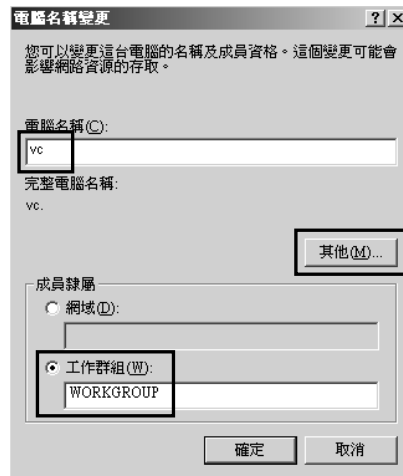 電腦名稱變更
您可以變更這台電腦的名稱及成員資格。這個變更可能會
影響網路資源的存取。
電腦名稱(C):
vc
完整電腦名稱:
vc.
其他(M)...
成員隸屬
網域(D):
工作群組(W):
WORKGROUP
確定 取消